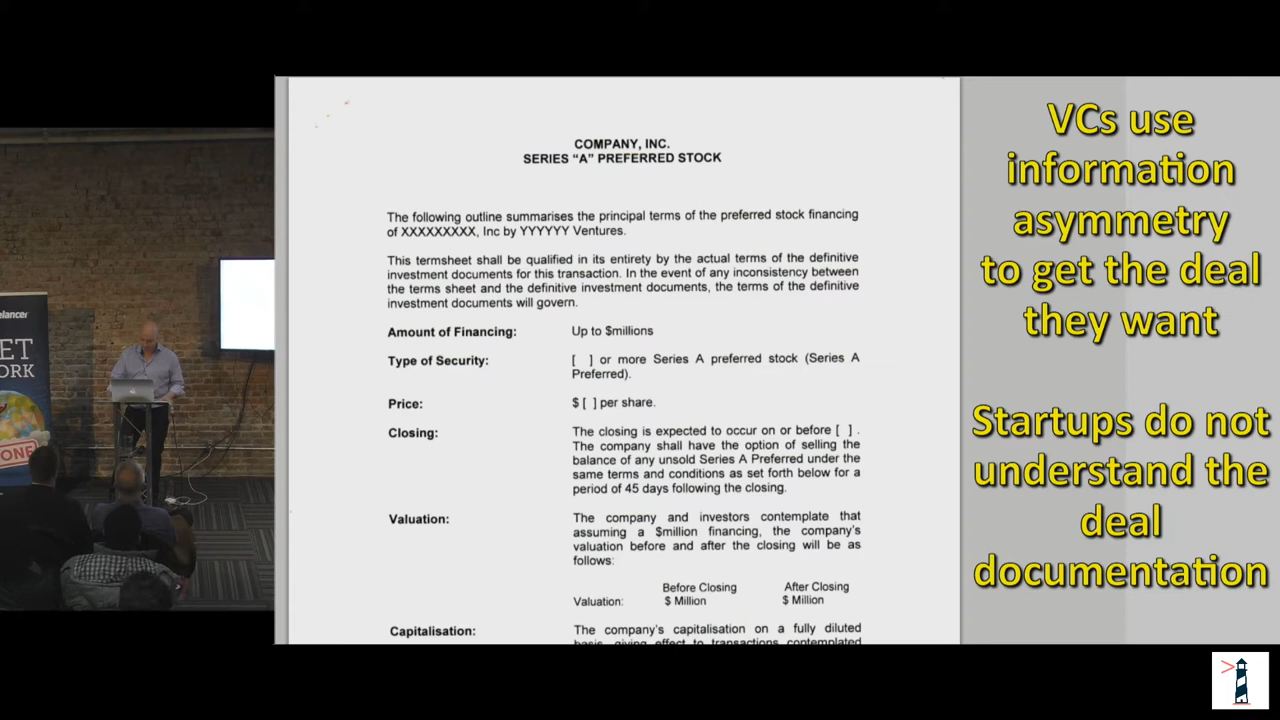 COMPANY, INC.
SERIES “A” PREFERRED STOCK
The following outline summarises the principal terms of the preferred stock financing
of XXXXXXXXX, Inc by YYYYYY Ventures.
This termsheet shall be qualified in its entirety by the actual terms of the definitive
investment documents for this transaction. In the event of any inconsistency between
the terms sheet and the definitive investment documents, the terms of the definitive
investment documents will govern.
Amount of Financing: Up to $millions
Type of Security: [ ] or more Series A preferred stock (Series A
Preferred).
Price: $ [ ] per share.
Closing: The closing is expected to occur on or before [ ] .
The company shall have the option of selling the
balance of any unsold Series A Preferred under the
same terms and conditions as set forth below for a
period of 45 days following the closing.
Valuation: The company and investors contemplate that
assuming a $million financing, the company’s
valuation before and after the closing will be as
follows:
Before Closing After Closing
Valuation: $ Million $ Million
Capitalisation: The company’s capitalisation on a fully diluted
basis, giving effect to transactions contemplated
VCs use
information
asymmetry
to get the deal
they want
Startups do not
understand the
deal
documentation